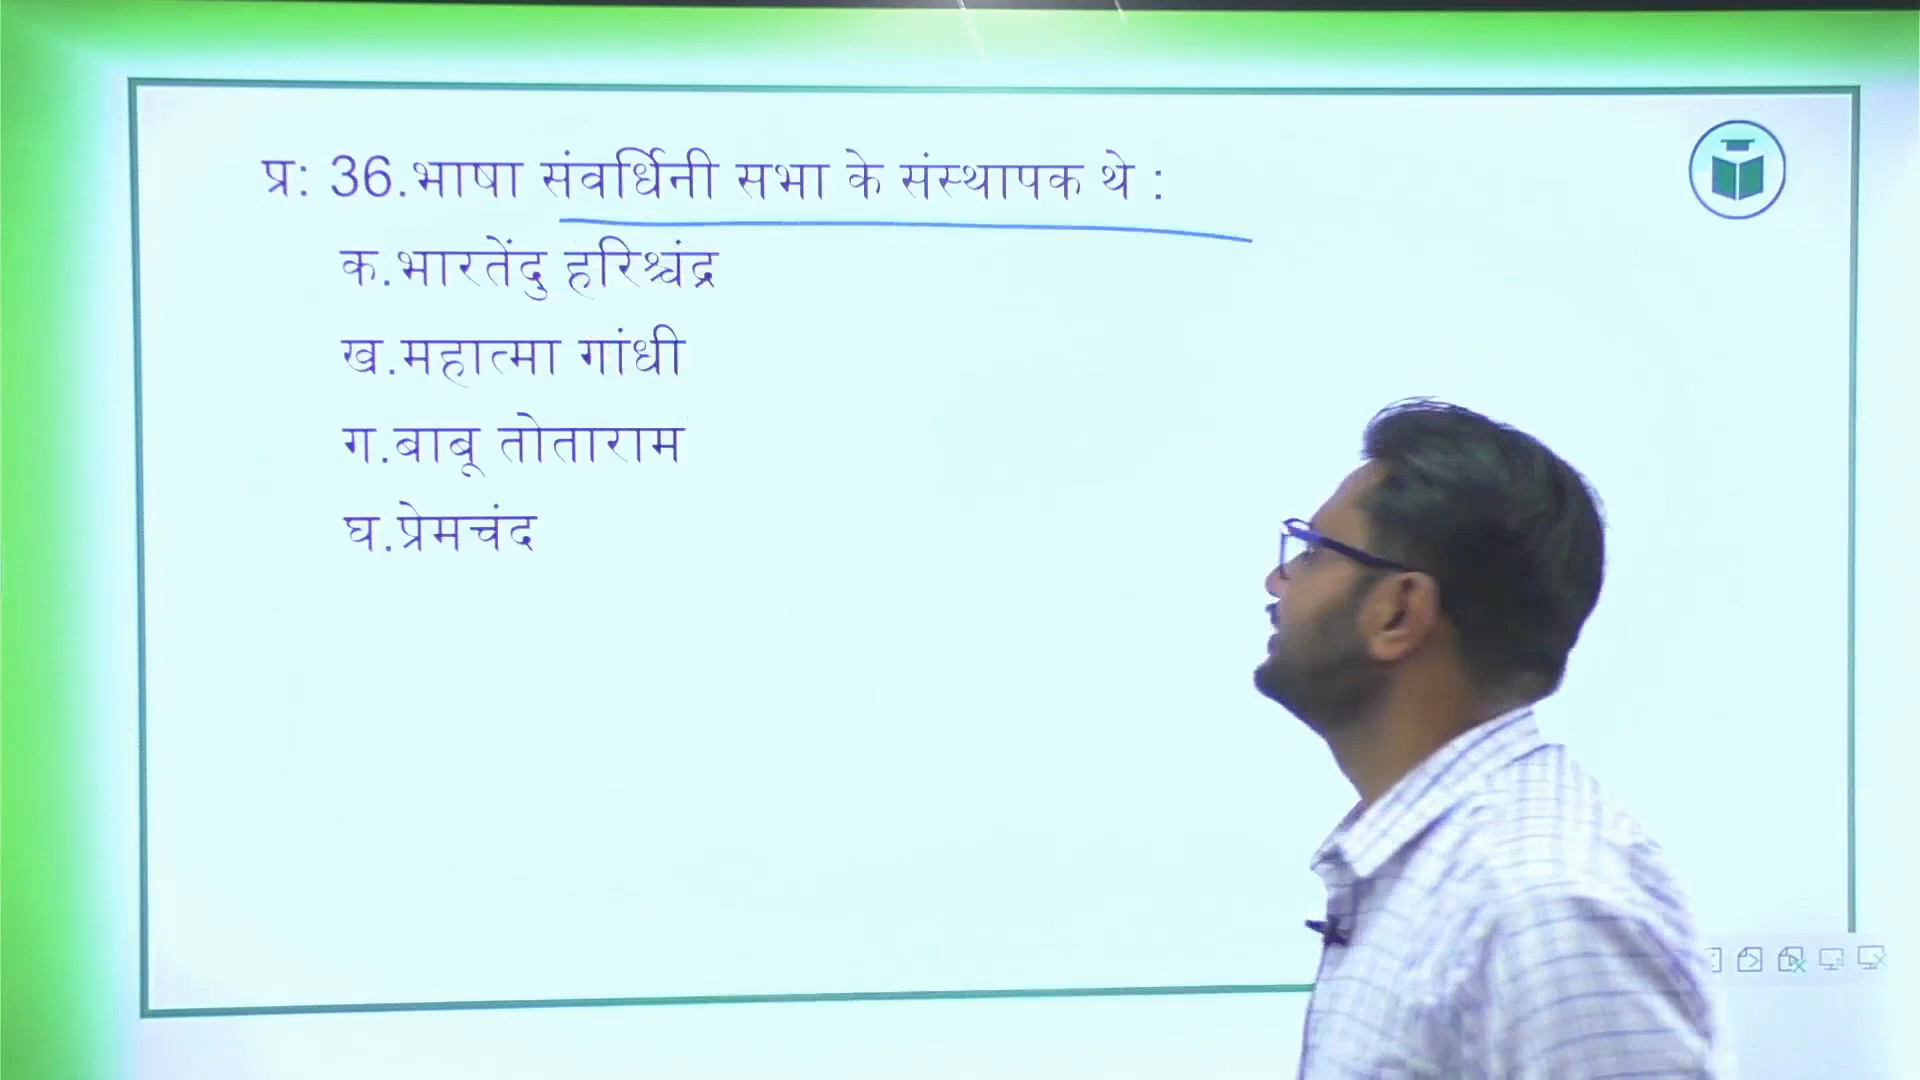 प्र: 36.भाषा संवर्धिनी सभा के संस्थापक थे :
क.भारतेंदु हरिश्चंद्र
ख.महात्मा गांधी
ग.बाबू तोताराम
घ.प्रेमचंद